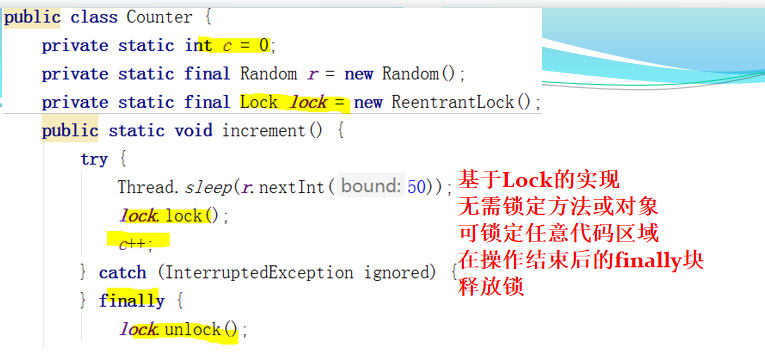 public class Counter {
private static int c = 0;
private static final Random r = new Random();
private static final Lock lock = new ReentrantLock();
public static void increment() {
try {
Thread.sleep(r.nextInt( bound: 50));
lock.lock();
c++;
} catch (InterruptedException ignored) {
} finally {
lock.unlock();
基于Lock的实现
无需锁定方法或对象
可锁定任意代码区域
在操作结束后的finally块
释放锁